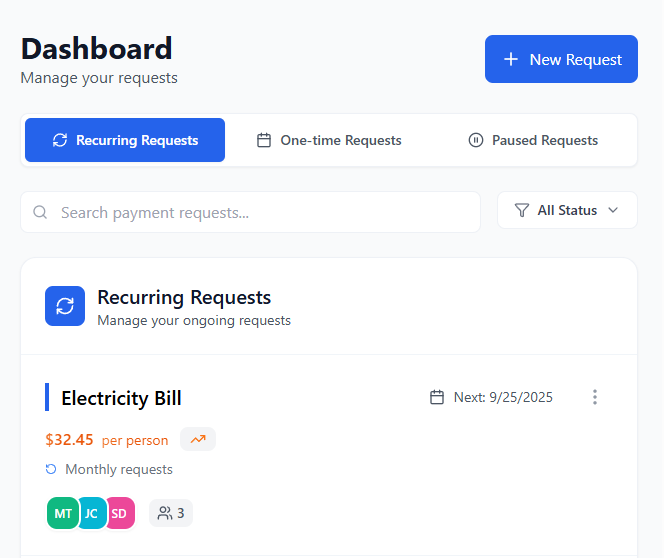 Dashboard
Manage your requests
New Request
Recurring Requests
One-time Requests
Paused Requests
Search payment requests...
All Status
Recurring Requests
Manage your ongoing requests
Electricity Bill
Next: 9/25/2025
$32.45 per person
Monthly requests
MT JC SD 3